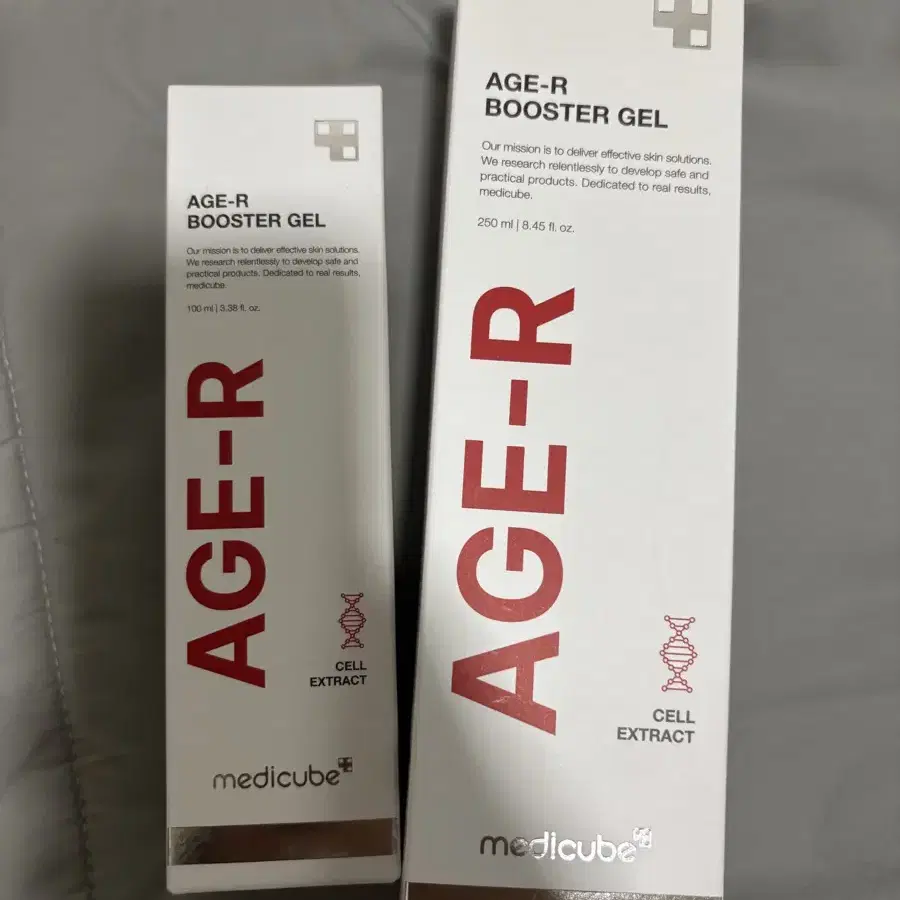 AGE-R
BOOSTER GEL
Our mission is to deliver effective skin solutions.
We research relentlessly to develop safe and
practical products. Dedicated to real results,
medicube.
100 ml | 3.38 fl. oz.
AGE-R
CELL
EXTRACT
medicube
AGE-R
BOOSTER GEL
Our mission is to deliver effective skin solutions.
We research relentlessly to develop safe and
practical products. Dedicated to real results,
medicube.
250 ml | 8.45 fl. oz.
AGE-R
CELL
EXTRACT
medicube